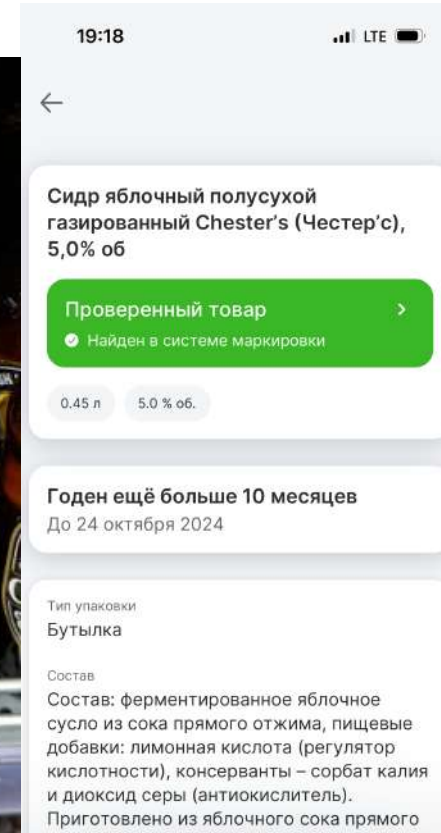 19:18
LTE
Сидр яблочный полусухой
газированный Chester's (Честер'с),
5,0% об
Проверенный товар
Найден в системе маркировки
0.45 л 5.0 % об.
Годен ещё больше 10 месяцев
До 24 октября 2024
Тип упаковки
Бутылка
Состав
Состав: ферментированное яблочное
сусло из сока прямого отжима, пищевые
добавки: лимонная кислота (регулятор
кислотности), консерванты – сорбат калия
и диоксид серы (антиокислитель).
Приготовлено из яблочного сока прямого